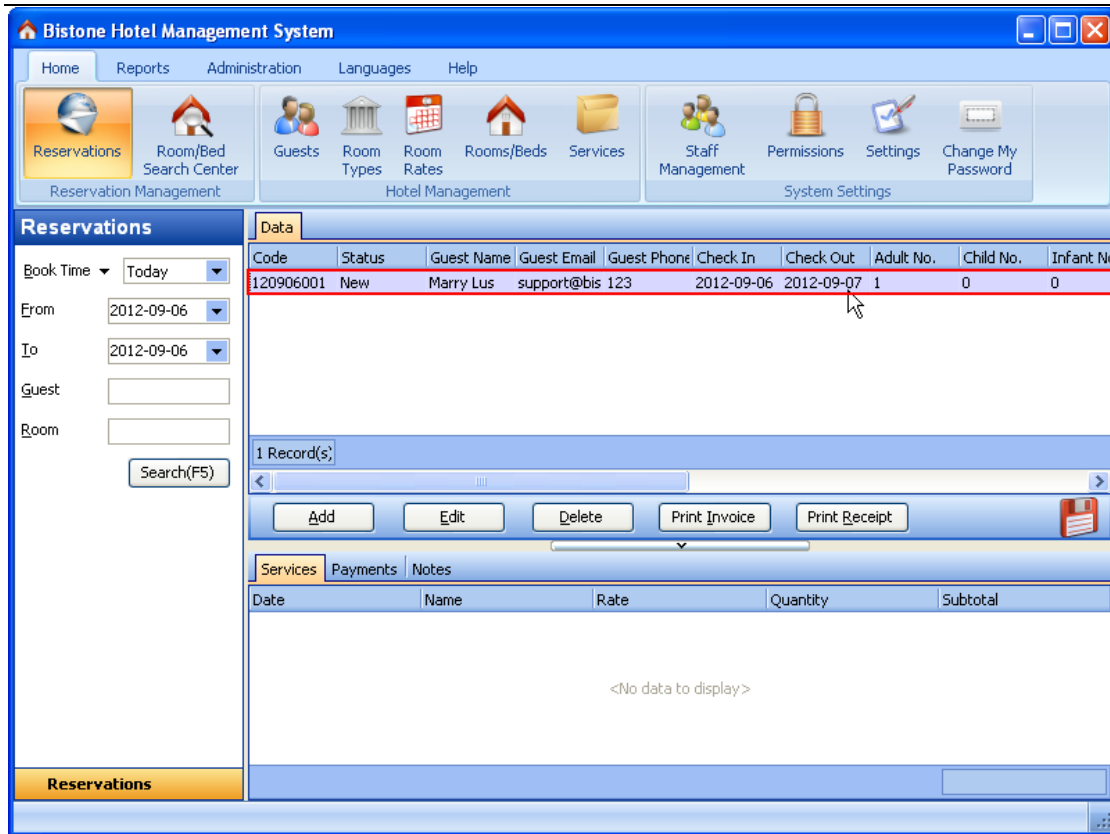 Bistone Hotel Management System
Home Reports Administration Languages Help
Reservations Room/Bed Search Center Guests Room Types Room Rates Rooms/Beds Services Staff Management Permissions Settings Change My Password
Reservation Management Hotel Management System Settings
Reservations
Book Time Today
From 2012-09-06
To 2012-09-06
Guest
Room
Search(F5)
Data
Code Status Guest Name Guest Email Guest Phone Check In Check Out Adult No. Child No. Infant No
120906001 New Marry Lus support@bis 123 2012-09-06 2012-09-07 1 0 0
1 Record(s)
Add Edit Delete Print Invoice Print Receipt
Services Payments Notes
Date Name Rate Quantity Subtotal
<No data to display>
Reservations